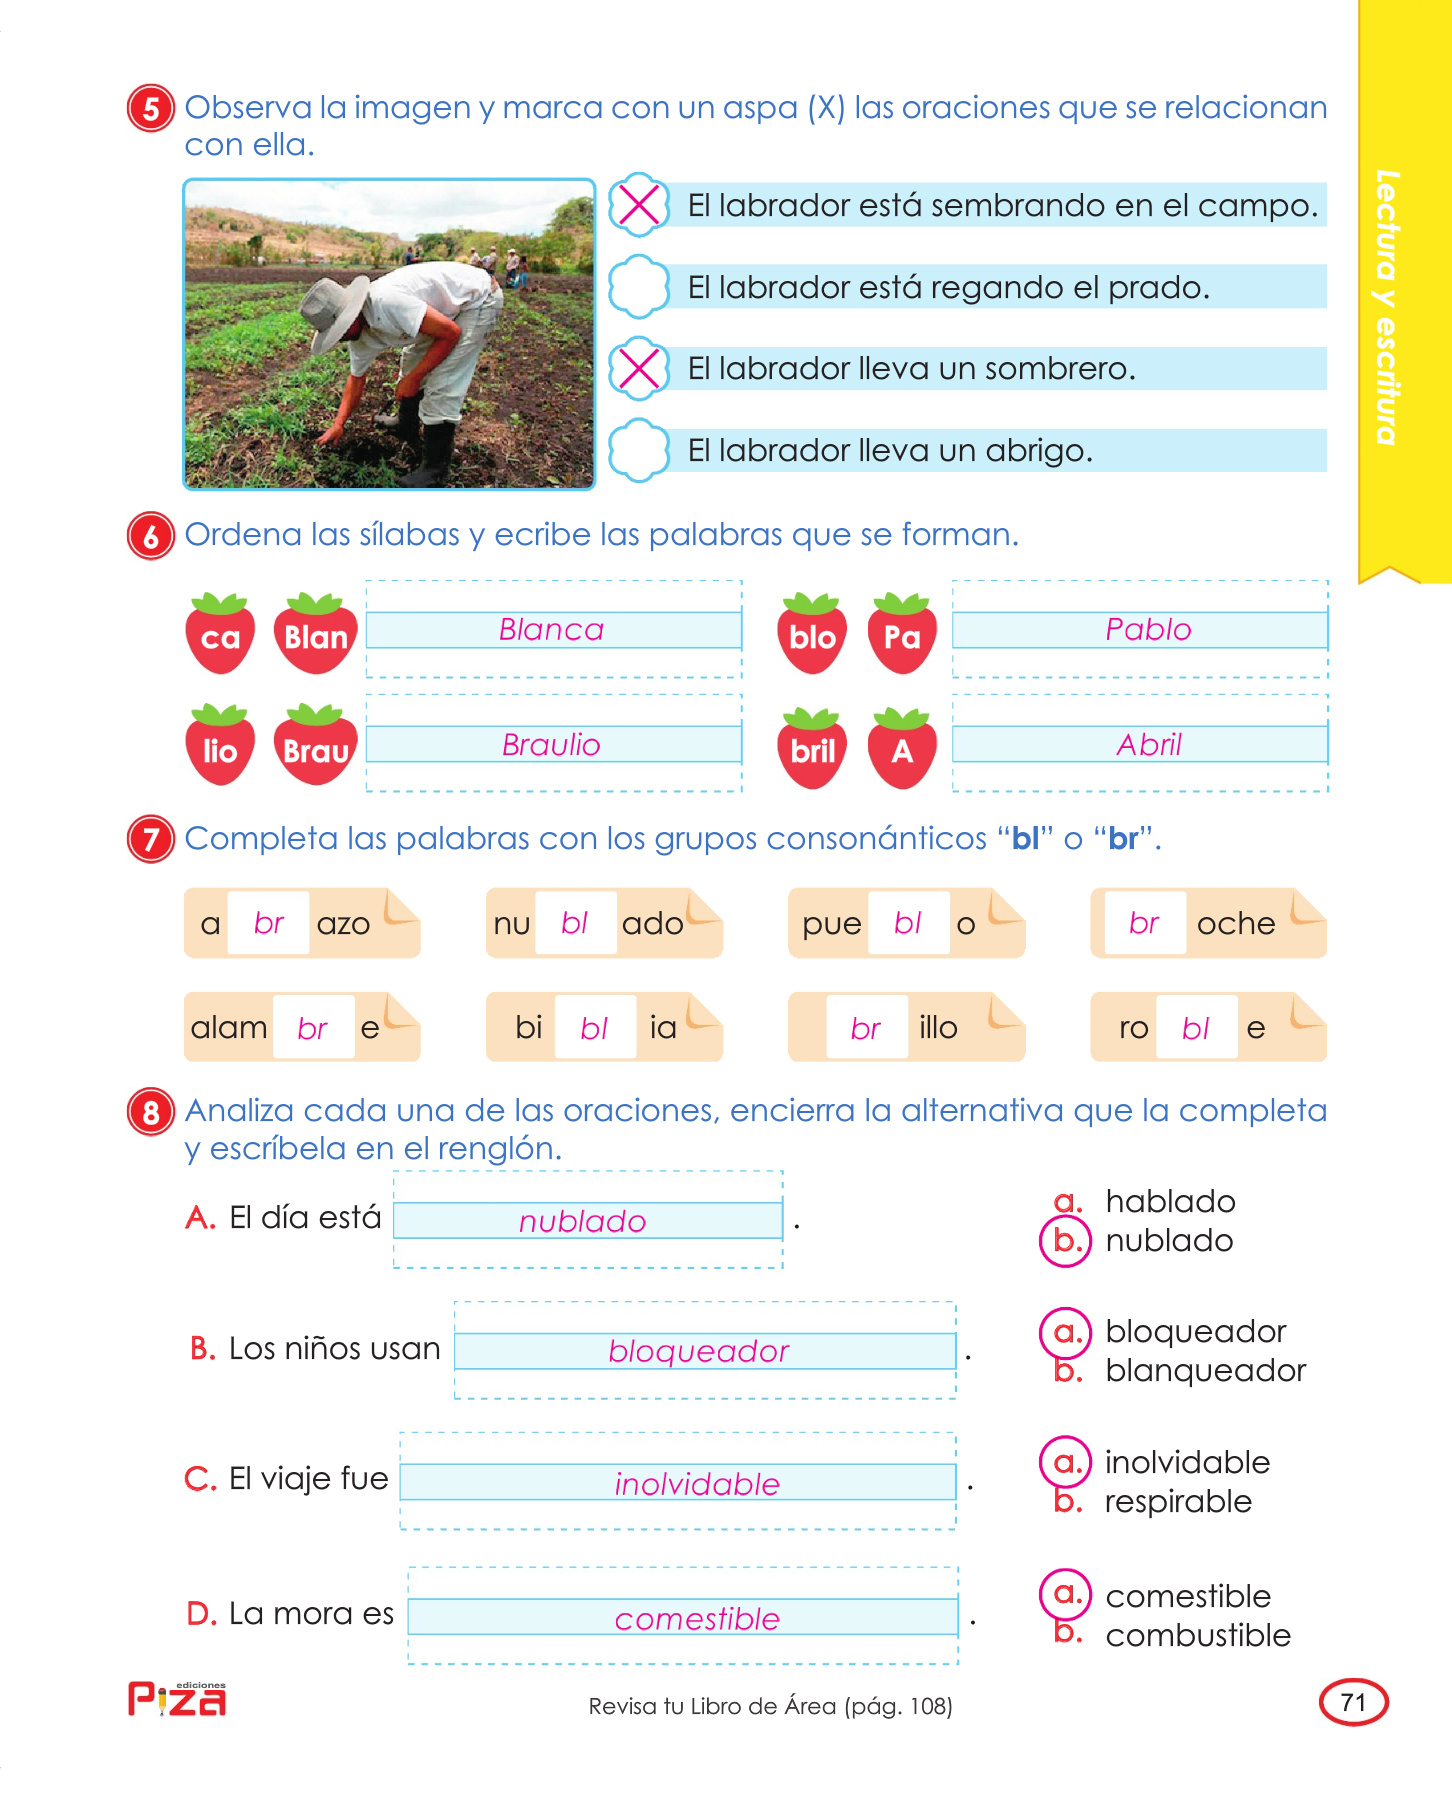 5 Observa la imagen y marca con un aspa (X) las oraciones que se relacionan
con ella.
El labrador está sembrando en el campo.
El labrador está regando el prado.
El labrador lleva un sombrero.
El labrador lleva un abrigo.
Lectura y escritura
6 Ordena las sílabas y ecribe las palabras que se forman.
ca Blan Blanca blo Pa Pablo
lio Brau Braulio bril A Abril
7 Completa las palabras con los grupos consonánticos “bl” o “br”.
a br azo nu bl ado pue bl o br oche
alam br e bi bl ia br illo ro bl e
8 Analiza cada una de las oraciones, encierra la alternativa que la completa
y escríbela en el renglón.
A. El día está nublado .
a. hablado
b. nublado
B. Los niños usan bloqueador .
a. bloqueador
b. blanqueador
C. El viaje fue inolvidable .
a. inolvidable
b. respirable
D. La mora es comestible .
a. comestible
b. combustible
ediciones
Piza
Revisa tu Libro de Área (pág. 108)
71